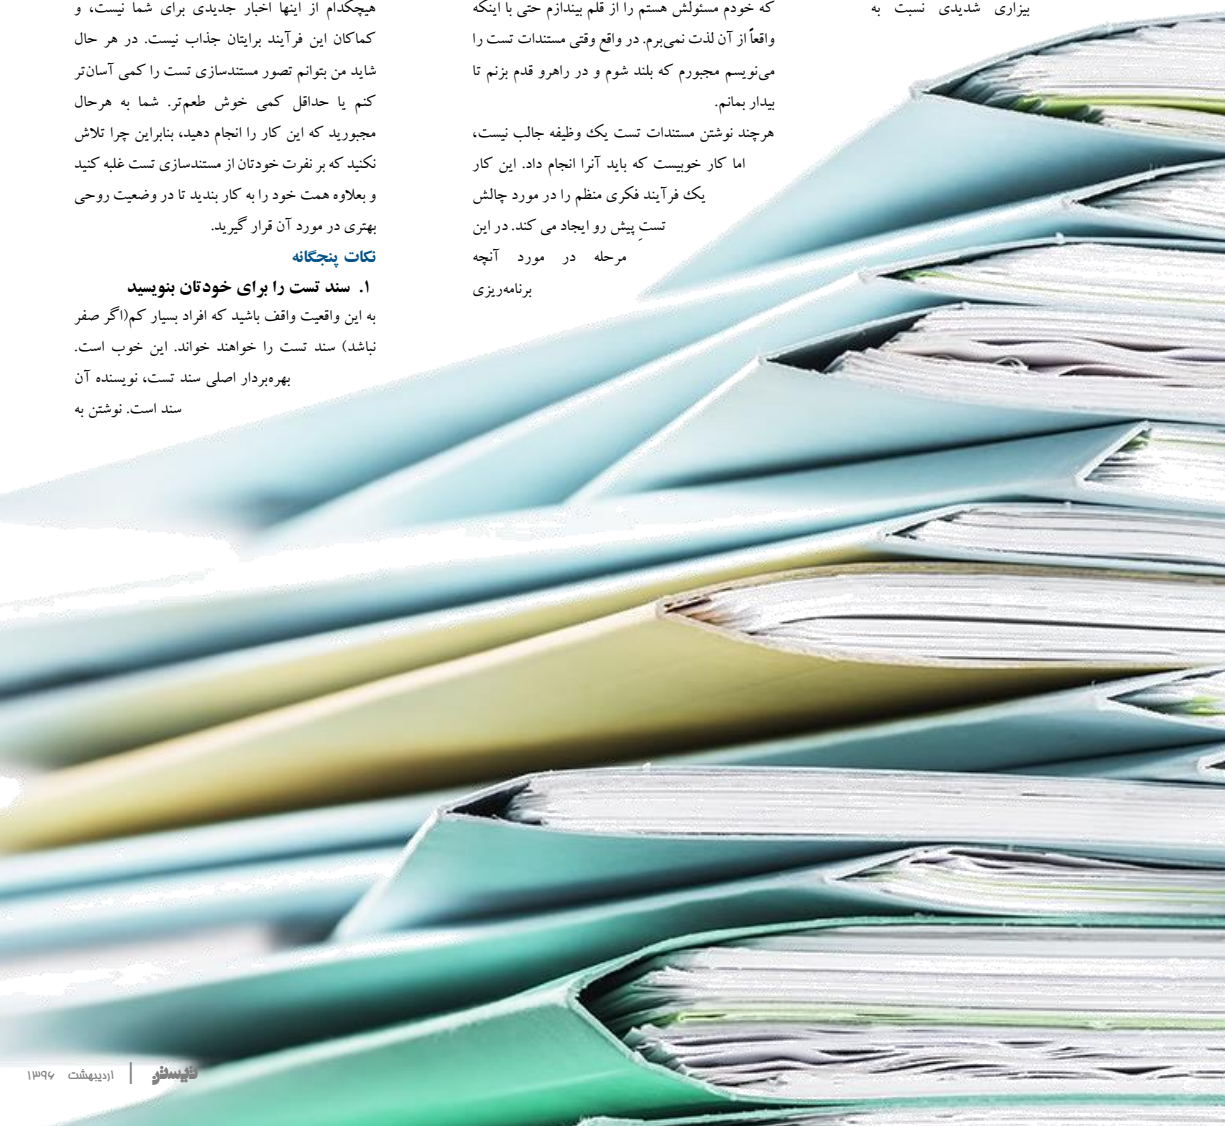 بیزاری شدیدی نسبت به
که خودم مسئولش هستم را از قلم بیندازم حتی با اینکه
واقعاً از آن لذت نمی‌برم. در واقع وقتی مستندات تست را
می‌نویسم مجبورم که بلند شوم و در راهرو قدم بزنم تا
بیدار بمانم.
هرچند نوشتن مستندات تست یک وظیفه جالب نیست،
اما کار خوبیست که باید آنرا انجام داد. این کار
یک فرآیند فکری منظم را در مورد چالش
تستِ پیش رو ایجاد می کند. در این
مرحله در مورد آنچه
برنامه‌ریزی
هیچکدام از اینها اخبار جدیدی برای شما نیست، و
کماکان این فرآیند برایتان جذاب نیست. در هر حال
شاید من بتوانم تصور مستندسازی تست را کمی آسان‌تر
کنم یا حداقل کمی خوش طعم‌تر. شما به هرحال
مجبورید که این کار را انجام دهید، بنابراین چرا تلاش
نکنید که بر نفرت خودتان از مستندسازی تست غلبه کنید
و بعلاوه همت خود را به کار بندید تا در وضعیت روحی
بهتری در مورد آن قرار گیرید.
نکات پنجگانه
۱. سند تست را برای خودتان بنویسید
به این واقعیت واقف باشید که افراد بسیار کم(اگر صفر
نباشد) سند تست را خواهند خواند. این خوب است.
بهره‌بردار اصلی سند تست، نویسنده آن
سند است. نوشتن به
تیستر | اردیبهشت ۱۳۹۶